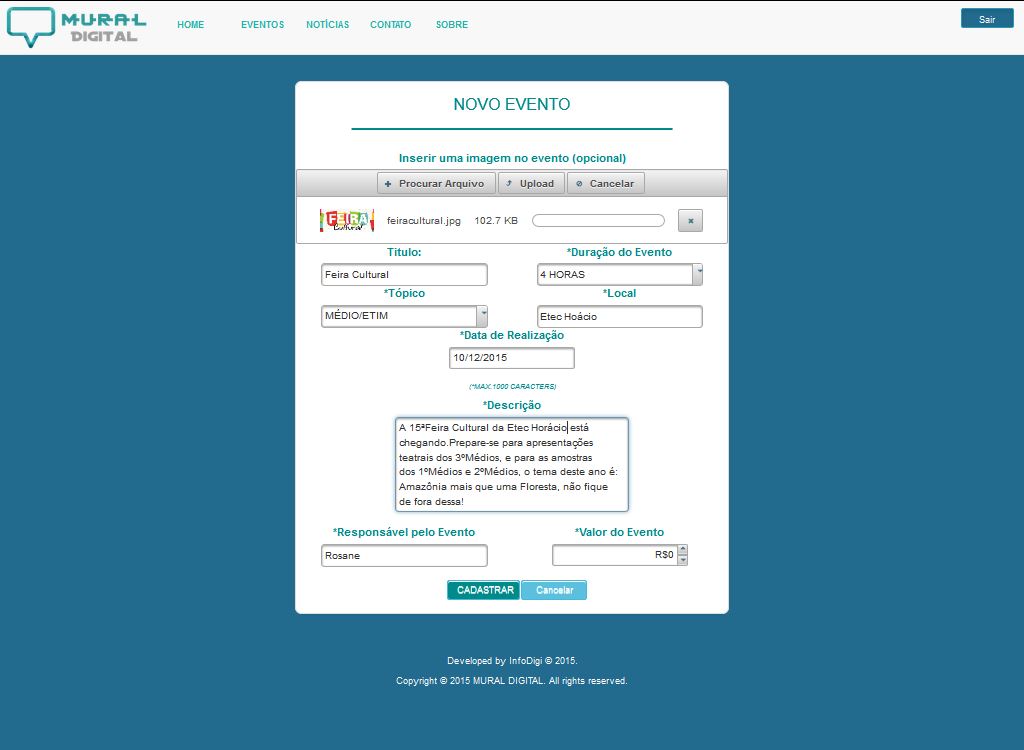 MURAL
DIGITAL
HOME
EVENTOS
NOTÍCIAS
CONTATO
SOBRE
Sair
NOVO EVENTO
Inserir uma imagem no evento (opcional)
Procurar Arquivo
Upload
Cancelar
FEIRA
Cultural
feiracultural.jpg
102.7 KB
Titulo:
*Duração do Evento
Feira Cultural
4 HORAS
*Tópico
*Local
MÉDIO/ETIM
Etec Hoácio
*Data de Realização
10/12/2015
(*MAX.1000 CARACTERS)
*Descrição
A 15ªFeira Cultural da Etec Horácio está
chegando.Prepare-se para apresentações
teatrais dos 3ºMédios, e para as amostras
dos 1ºMédios e 2ºMédios, o tema deste ano é:
Amazônia mais que uma Floresta, não fique
de fora dessa!
*Responsável pelo Evento
*Valor do Evento
Rosane
R$0
CADASTRAR
Cancelar
Developed by InfoDigi © 2015.
Copyright © 2015 MURAL DIGITAL. All rights reserved.